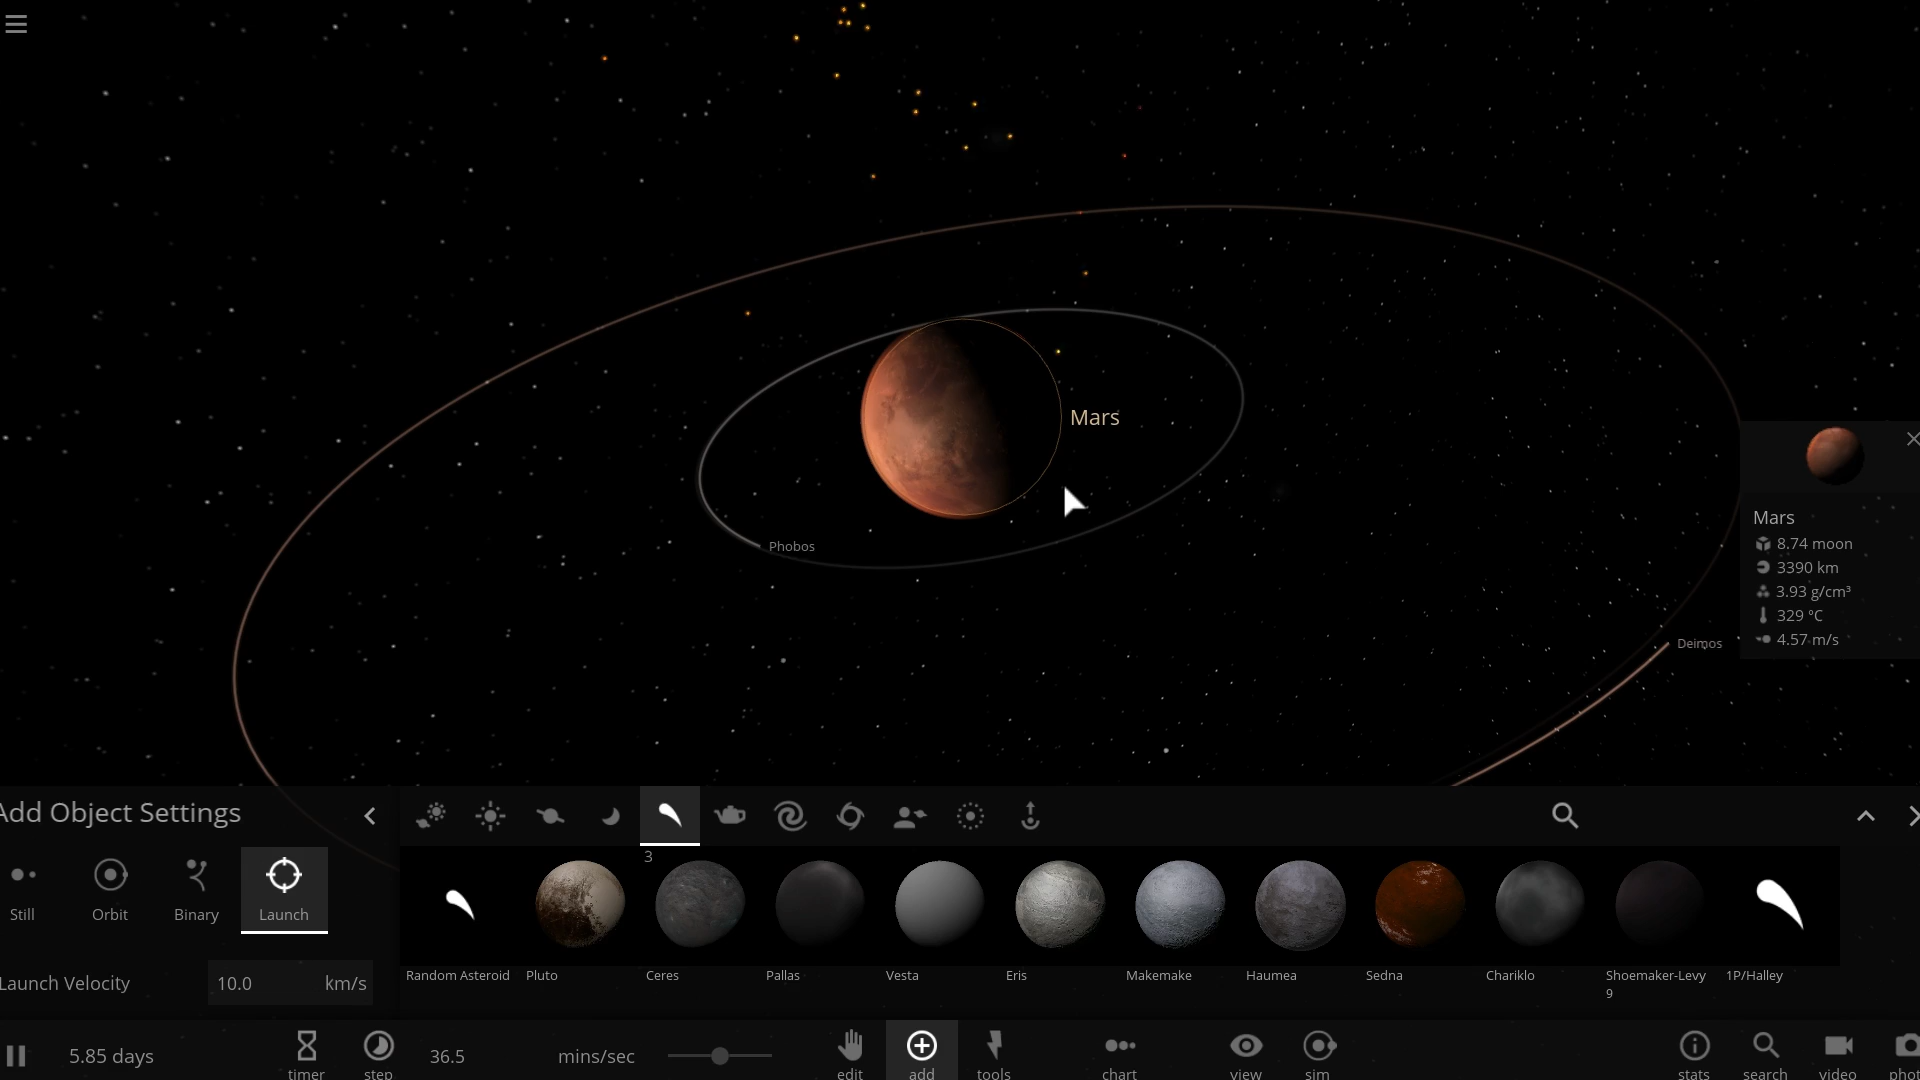 Mars
Phobos
Deimos
Mars
8.74 moon
3390 km
3.93 g/cm³
329 °C
4.57 m/s
Add Object Settings
Still
Orbit
Binary
Launch
Launch Velocity
10.0 km/s
3
Random Asteroid
Pluto
Ceres
Pallas
Vesta
Eris
Makemake
Haumea
Sedna
Chariklo
Shoemaker-Levy
9
1P/Halley
5.85 days
timer
step
36.5 mins/sec
edit
add
tools
chart
view
sim
stats
search
video
phot